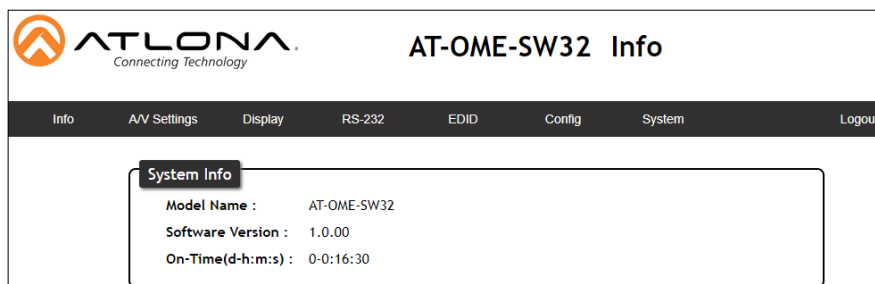 ATLONA.
Connecting Technology
AT-OME-SW32 Info
Info A/V Settings Display RS-232 EDID Config System Logou
System Info
Model Name : AT-OME-SW32
Software Version : 1.0.00
On-Time(d-h:m:s) : 0-0:16:30